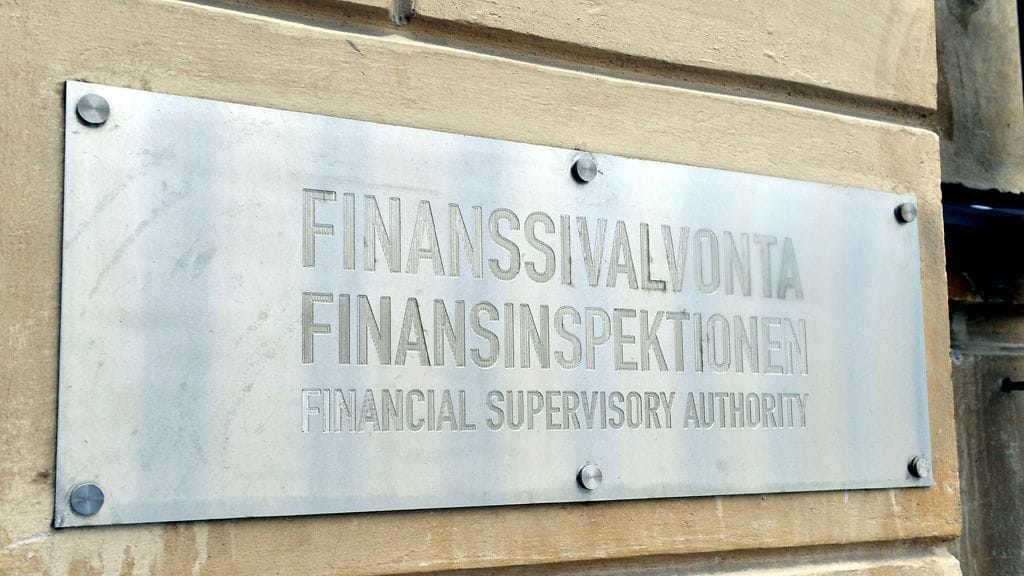 FINANSSIVALVONTA
FINANSINSPEKTIONEN
FINANCIAL SUPERVISORY AUTHORITY